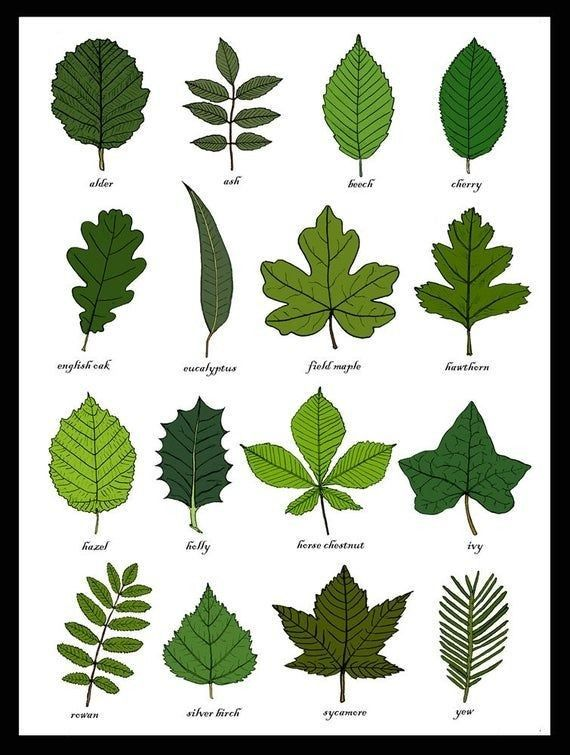 alder
ash
beech
cherry
english oak
eucalyptus
field maple
hawthorn
hazel
holly
horse chestnut
ivy
rowan
silver birch
sycamore
yew